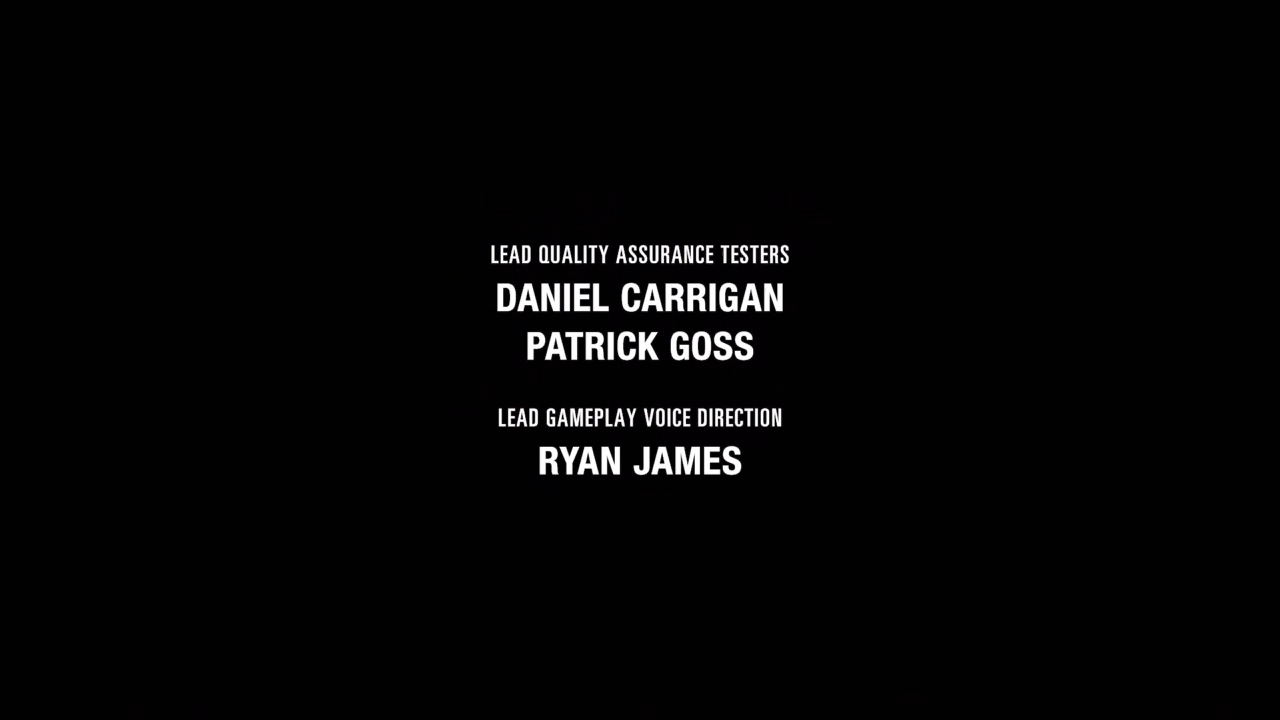 LEAD QUALITY ASSURANCE TESTERS
DANIEL CARRIGAN
PATRICK GOSS
LEAD GAMEPLAY VOICE DIRECTION
RYAN JAMES